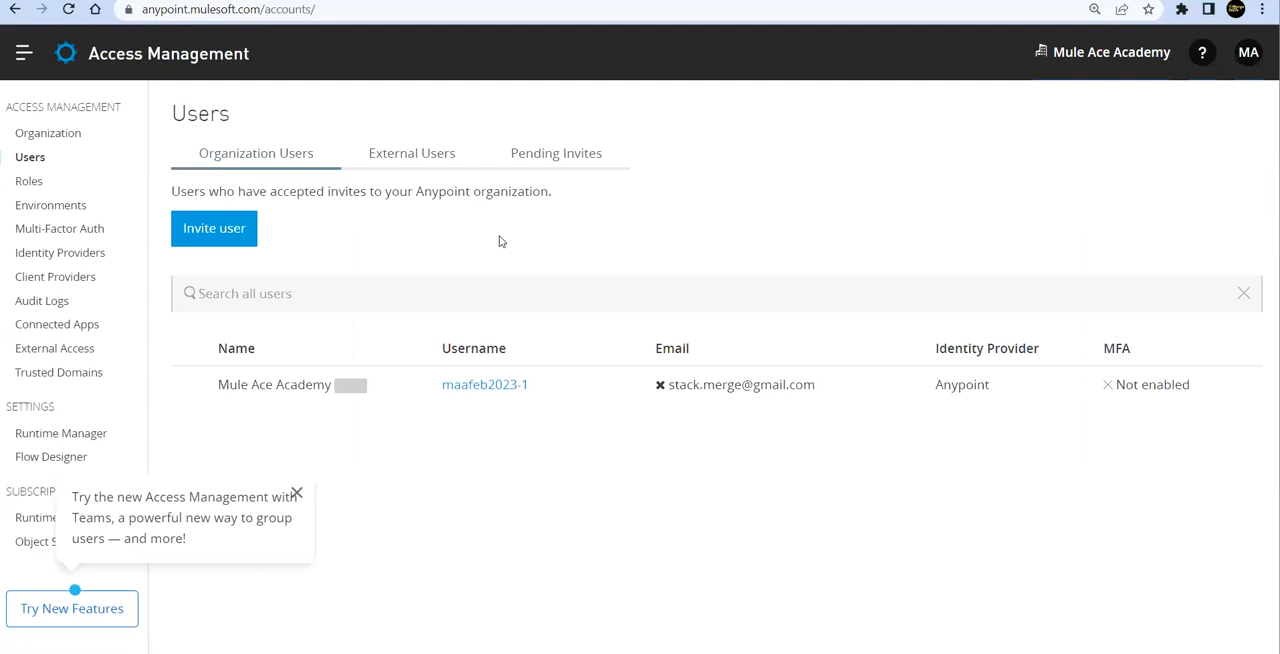 anypoint.mulesoft.com/accounts/
Access Management
Mule Ace Academy
?
MA
ACCESS MANAGEMENT
Organization
Users
Roles
Environments
Multi-Factor Auth
Identity Providers
Client Providers
Audit Logs
Connected Apps
External Access
Trusted Domains
SETTINGS
Runtime Manager
Flow Designer
SUBSCRIP
Runtime
Object S
Try the new Access Management with
Teams, a powerful new way to group
users — and more!
Try New Features
Users
Organization Users External Users Pending Invites
Users who have accepted invites to your Anypoint organization.
Invite user
Search all users
Name Username Email Identity Provider MFA
Mule Ace Academy maafeb2023-1 stack.merge@gmail.com Anypoint Not enabled